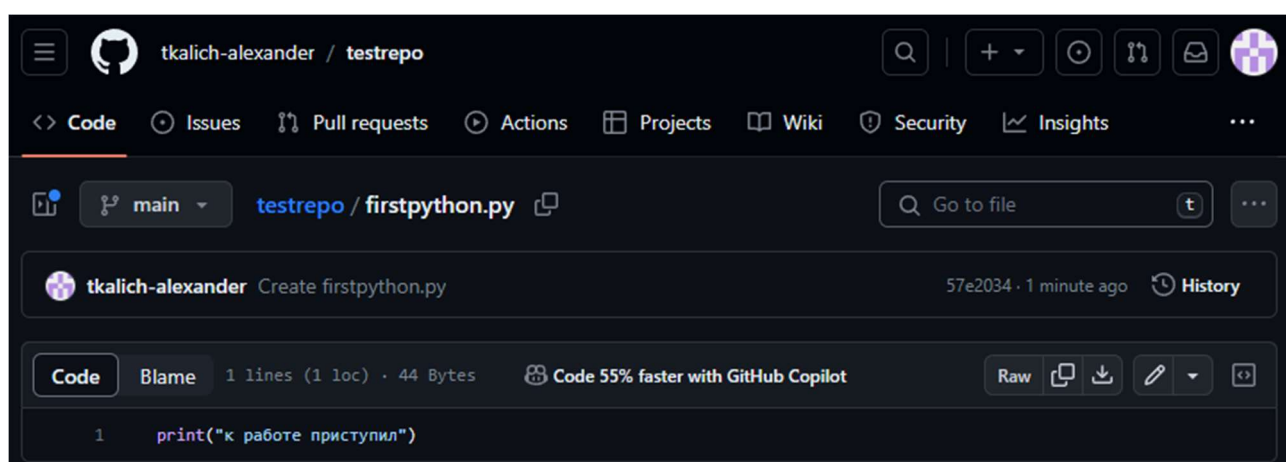 tkalich-alexander / testrepo
<> Code Issues Pull requests Actions Projects Wiki Security Insights ...
main testrepo / firstpython.py Go to file t ...
tkalich-alexander Create firstpython.py 57e2034 · 1 minute ago History
Code Blame 1 lines (1 loc) · 44 Bytes Code 55% faster with GitHub Copilot Raw
1 print("к работе приступил")